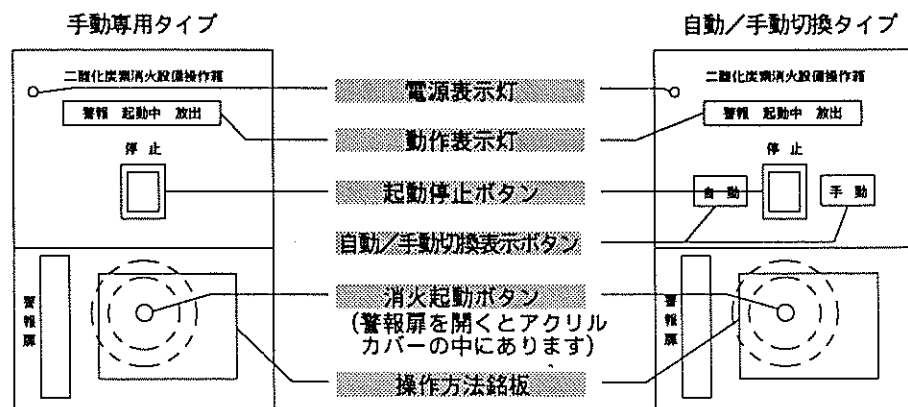 手動専用タイプ
自動／手動切換タイプ
二酸化炭素消火設備操作箱
警報 起動中 放出
停止
警報扉
電源表示灯
動作表示灯
起動停止ボタン
自動／手動切換表示ボタン
消火起動ボタン
（警報扉を開くとアクリル
カバーの中にあります）
操作方法銘板
二酸化炭素消火設備操作箱
警報 起動中 放出
停止
自動
手動
警報扉